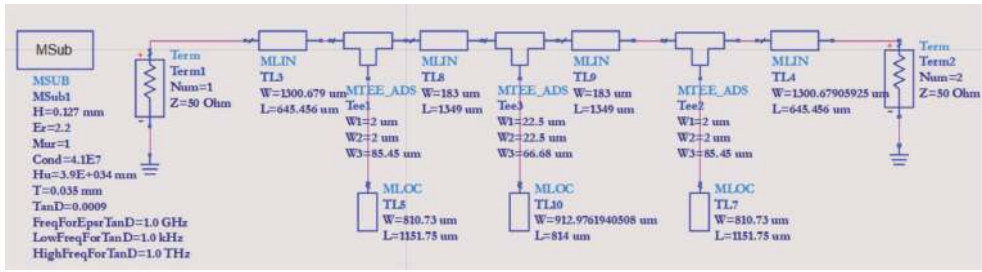 MSub
MSUB
MSub1
H=0.127 mm
Er=2.2
Mur=1
Cond=4.1E7
Hu=3.9E+034 mm
T=0.035 mm
TanD=0.0009
FreqForEpsrTanD=1.0 GHz
LowFreqForTanD=1.0 kHz
HighFreqForTanD=1.0 THz
+
Term
Term1
Num=1
Z=50 Ohm
-
MLIN
TL3
W=1300.679 um
L=645.456 um
MTEE_ADS
Tee1
W1=2 um
W2=2 um
W3=85.45 um
MLOC
TL5
W=810.73 um
L=1151.75 um
MLIN
TL8
W=183 um
L=1349 um
MTEE_ADS
Tee3
W1=22.5 um
W2=22.5 um
W3=66.68 um
MLOC
TL10
W=912.9761940508 um
L=814 um
MLIN
TL9
W=183 um
L=1349 um
MTEE_ADS
Tee2
W1=2 um
W2=2 um
W3=85.45 um
MLOC
TL7
W=810.73 um
L=1151.75 um
MLIN
TL4
W=1300.67905925 um
L=645.456 um
+
Term
Term2
Num=2
Z=50 Ohm
-